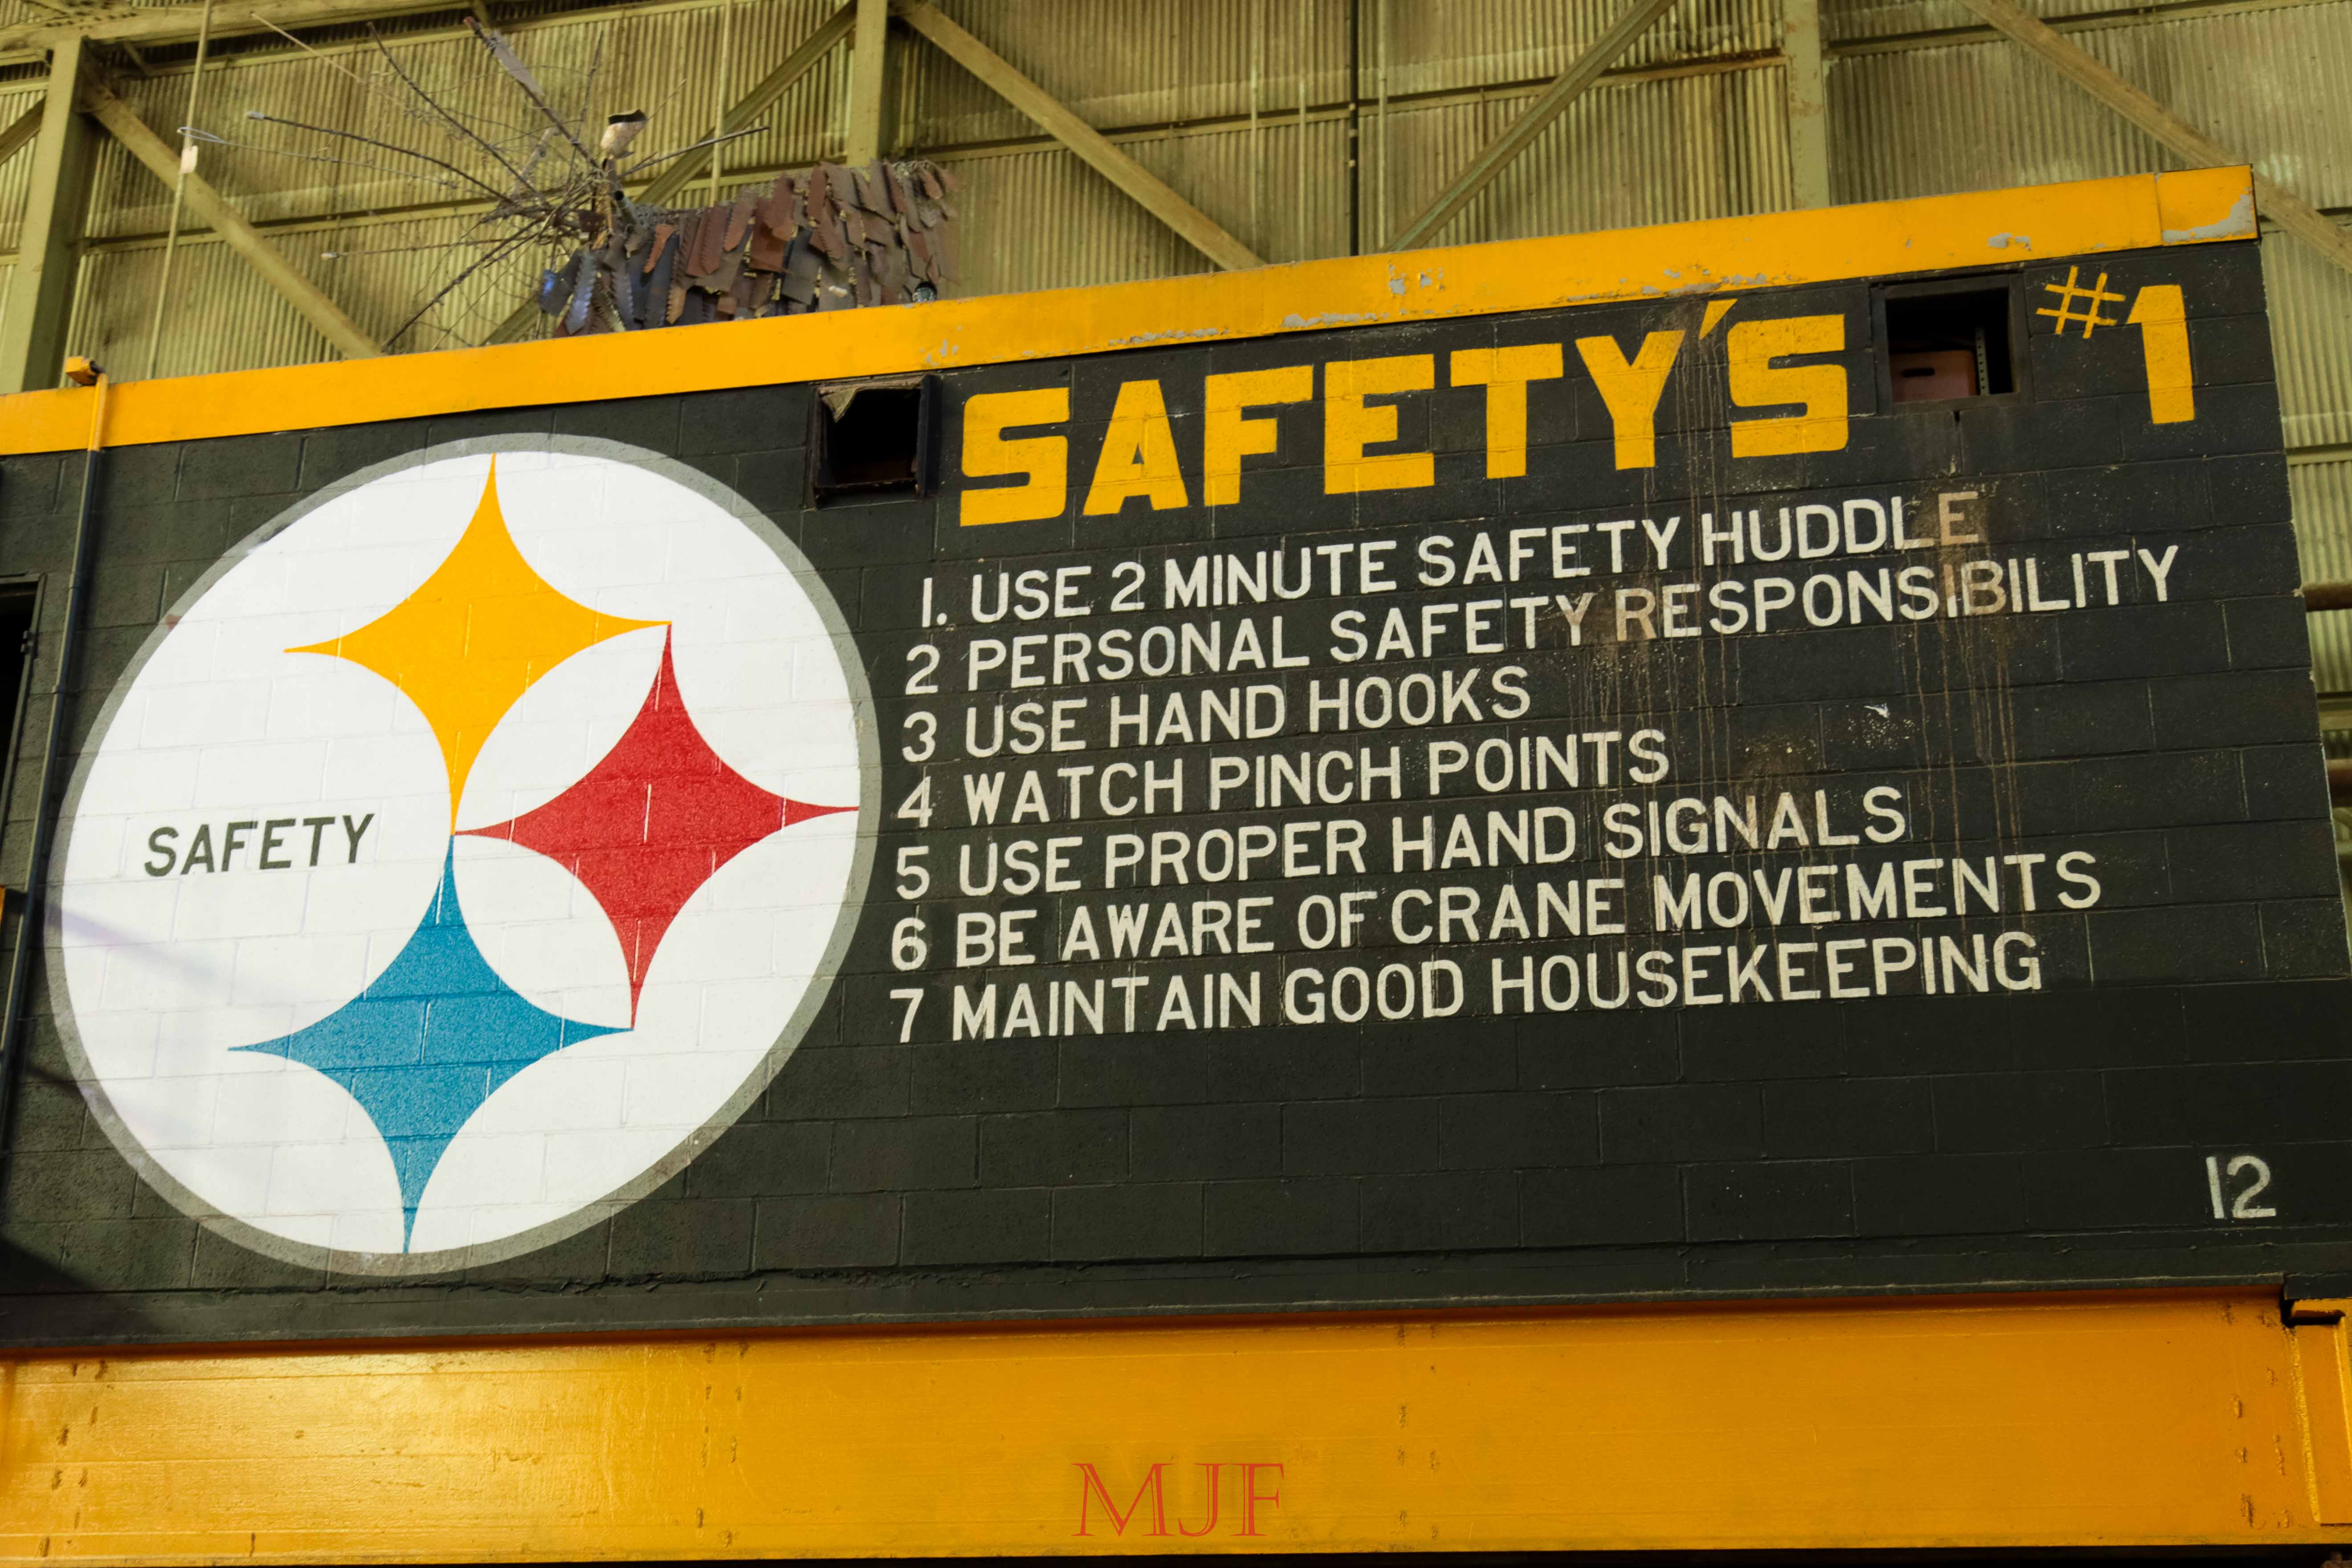 SAFETY'S #1
SAFETY
1. USE 2 MINUTE SAFETY HUDDLE
2 PERSONAL SAFETY RESPONSIBILITY
3 USE HAND HOOKS
4 WATCH PINCH POINTS
5 USE PROPER HAND SIGNALS
6 BE AWARE OF CRANE MOVEMENTS
7 MAINTAIN GOOD HOUSEKEEPING
12
MJF